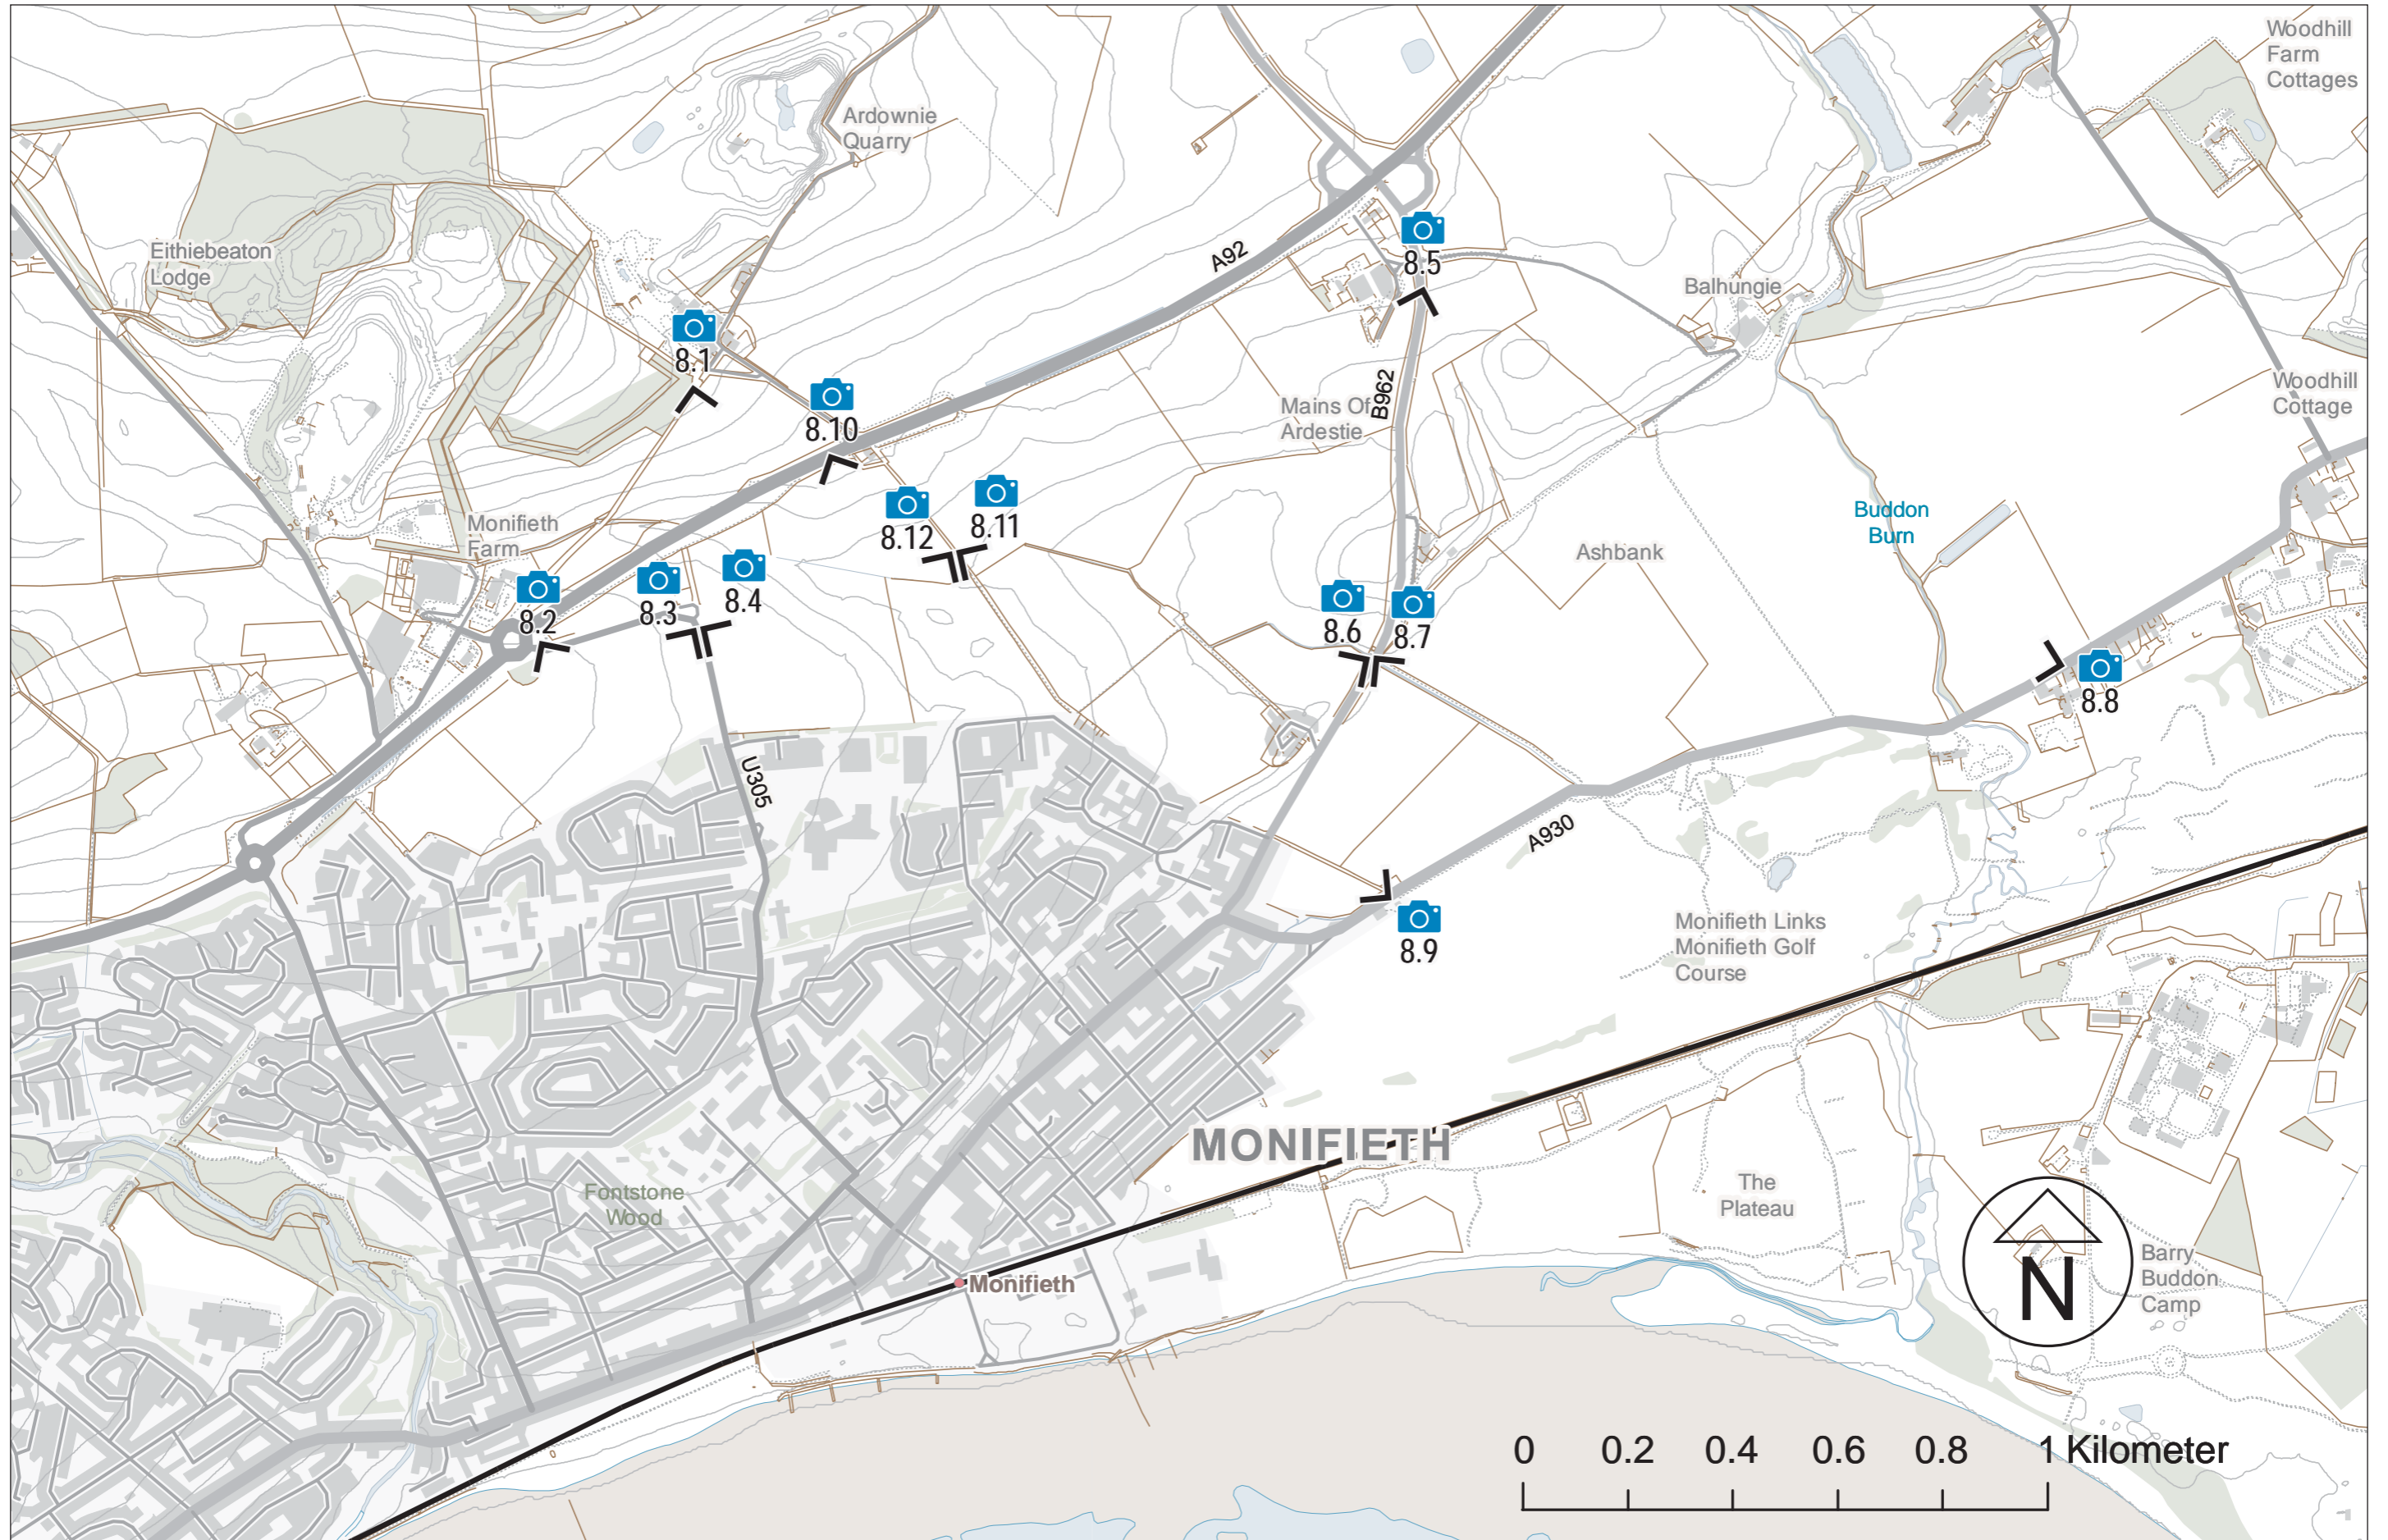 Woodhill
Farm
Cottages
Ardownie
Quarry
Eithiebeaton
Lodge
A92
8.5
Balhungie
8.1
8.10
Mains Of
Ardestie
B962
Woodhill
Cottage
Monifieth
Farm
8.12
8.11
Buddon
Burn
Ashbank
8.2
8.3
8.4
8.6
8.7
8.8
U305
A930
8.9
Monifieth Links
Monifieth Golf
Course
MONIFIETH
Fontstone
Wood
The
Plateau
Monifieth
N
Barry
Buddon
Camp
0 0.2 0.4 0.6 0.8 1 Kilometer